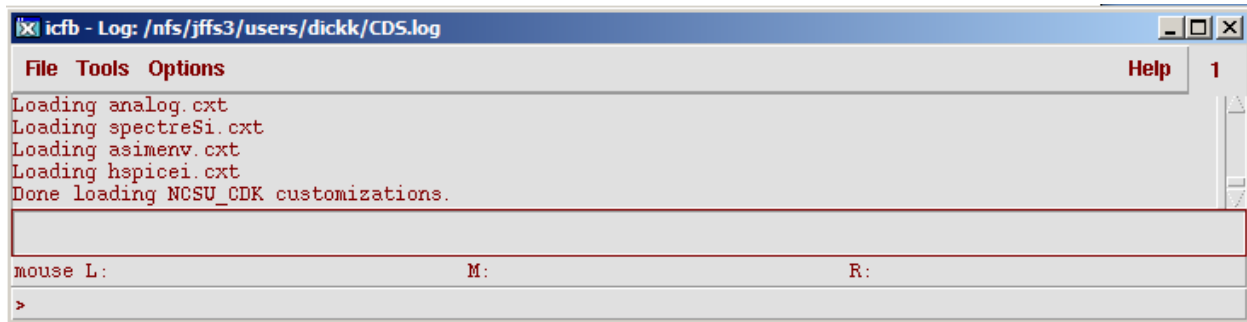 icfb - Log: /nfs/jffs3/users/dickk/CDS.log
File Tools Options Help 1
Loading analog.cxt
Loading spectreSi.cxt
Loading asimenv.cxt
Loading hspicei.cxt
Done loading NCSU_CDK customizations.
mouse L: M: R:
>